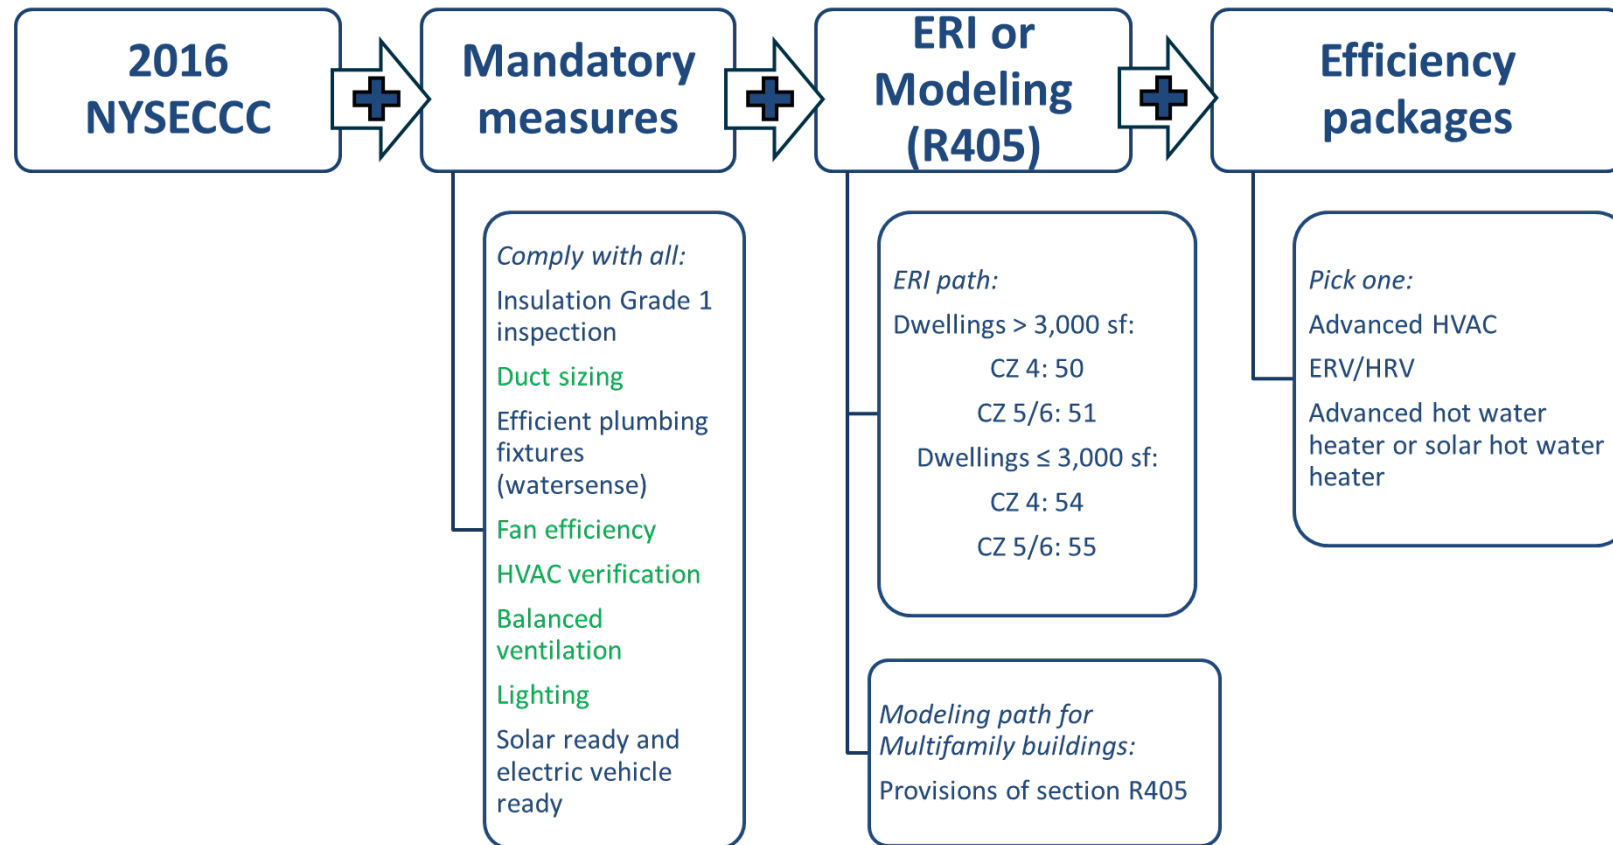 2016
NYSECCC
Mandatory
measures
ERI or
Modeling
(R405)
Efficiency
packages
Comply with all:
Insulation Grade 1
inspection
Duct sizing
Efficient plumbing
fixtures
(watersense)
Fan efficiency
HVAC verification
Balanced
ventilation
Lighting
Solar ready and
electric vehicle
ready
ERI path:
Dwellings > 3,000 sf:
CZ 4: 50
CZ 5/6: 51
Dwellings ≤ 3,000 sf:
CZ 4: 54
CZ 5/6: 55
Modeling path for
Multifamily buildings:
Provisions of section R405
Pick one:
Advanced HVAC
ERV/HRV
Advanced hot water
heater or solar hot water
heater